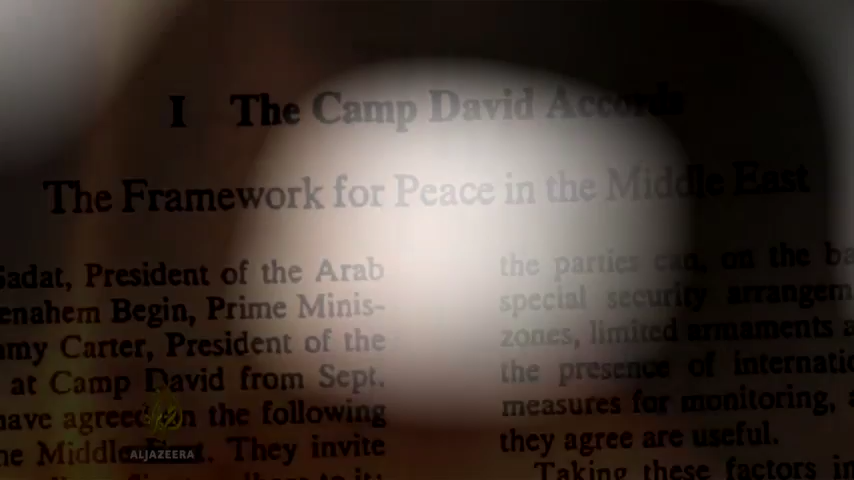 I The Camp David Accords
The Framework for Peace in the Middle East
Sadat, President of the Arab
enahem Begin, Prime Minis-
my Carter, President of the
at Camp David from Sept.
have agreed on the following
he Middle East. They invite
the parties can, on the ba
special security arrangem
zones, limited armaments a
the presence of internatio
measures for monitoring, a
they agree are useful.
Taking these factors in
ALJAZEERA